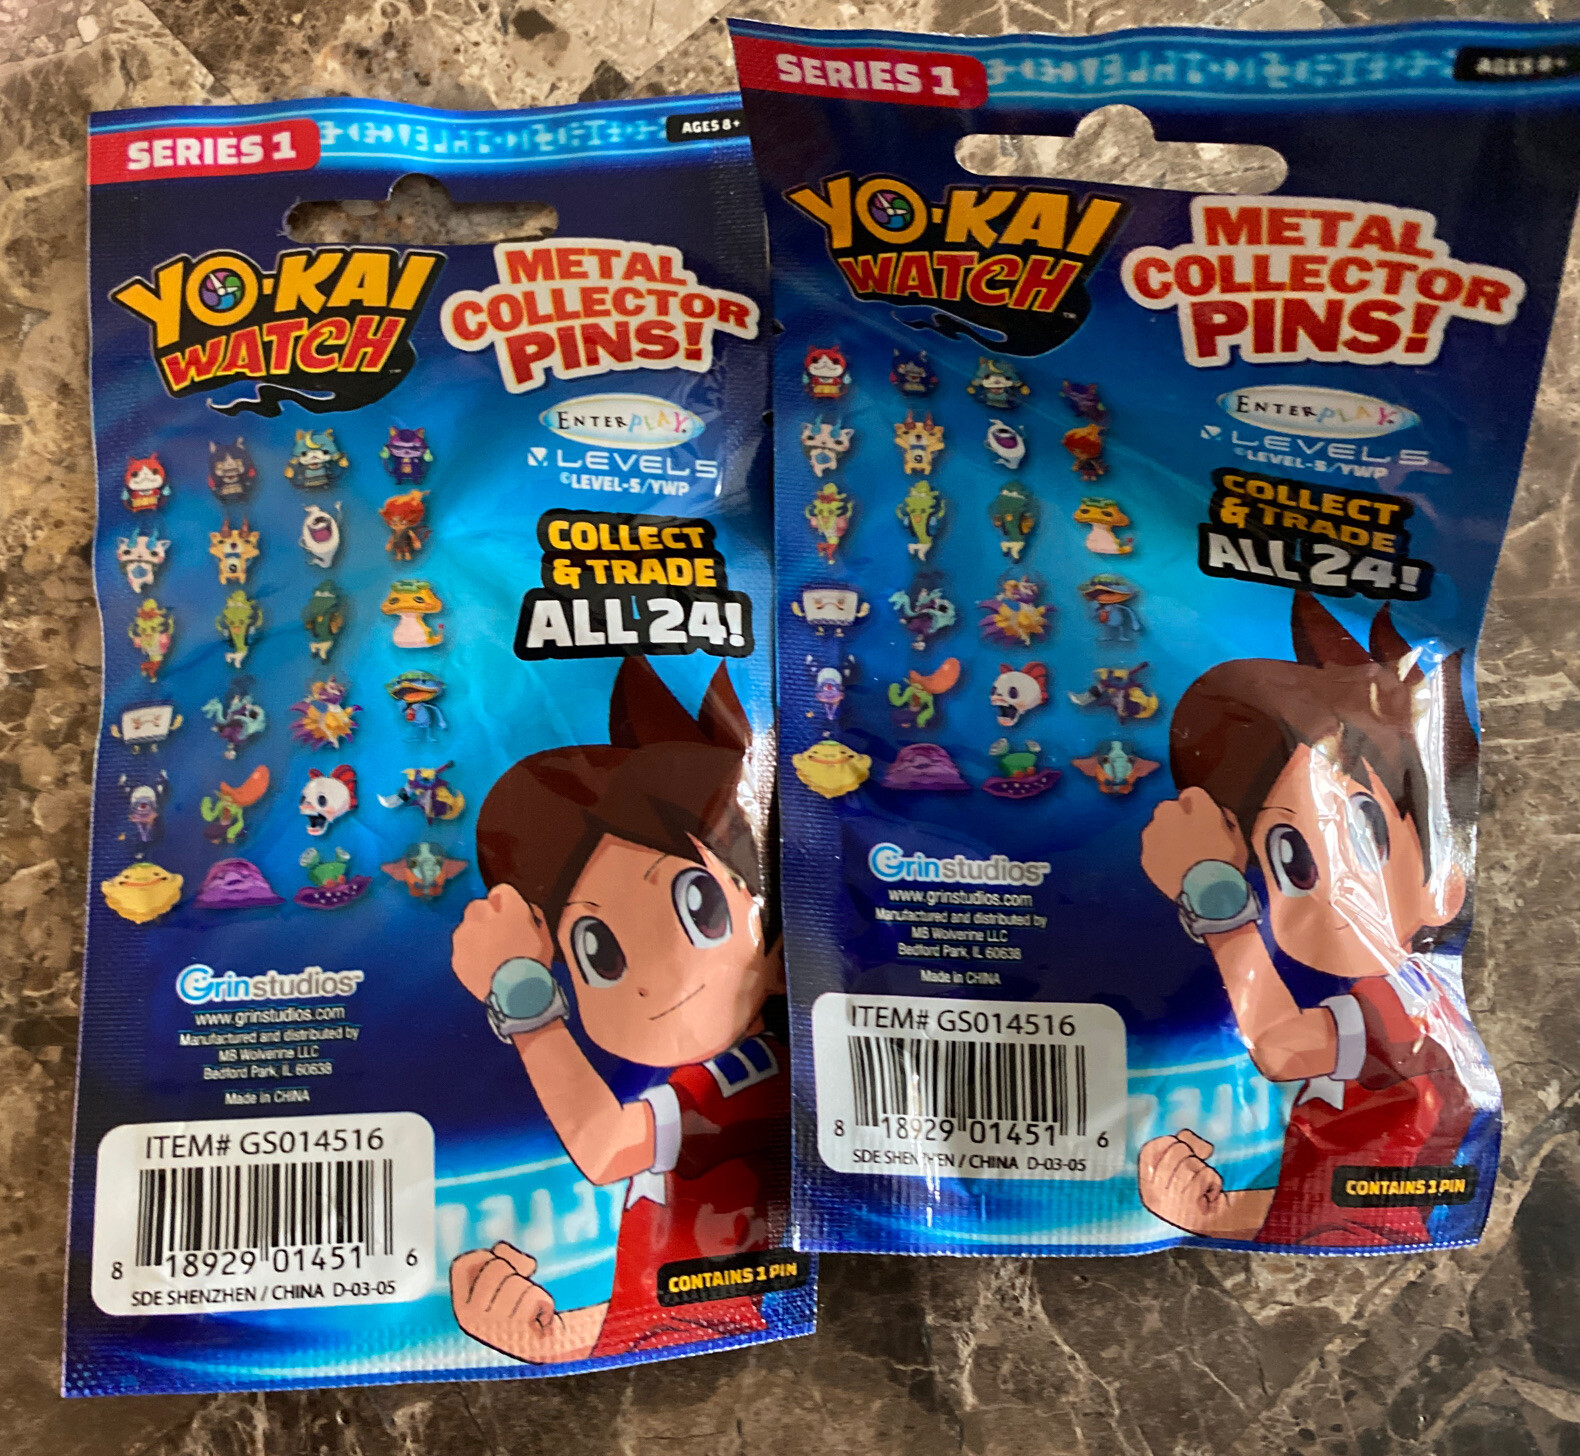 SERIES 1
AGES 8+
YO-KAI
WATCH™
METAL
COLLECTOR
PINS!
ENTERPLAY.
LEVEL5
©LEVEL-5/YWP
COLLECT
& TRADE
ALL 24!
Grinstudios™
www.grinstudios.com
Manufactured and distributed by
MB Wolverine LLC
Bedford Park, IL 60638
Made in CHINA
ITEM# GS014516
8 18929 01451 6
SDE SHENZHEN / CHINA D-03-05
CONTAINS 1 PIN
SERIES 1
AGES 8+
YO-KAI
WATCH™
METAL
COLLECTOR
PINS!
ENTERPLAY.
LEVEL5
©LEVEL-5/YWP
COLLECT
& TRADE
ALL 24!
Grinstudios™
www.grinstudios.com
Manufactured and distributed by
MB Wolverine LLC
Bedford Park, IL 60638
Made in CHINA
ITEM# GS014516
8 18929 01451 6
SDE SHENZHEN / CHINA D-03-05
CONTAINS 1 PIN